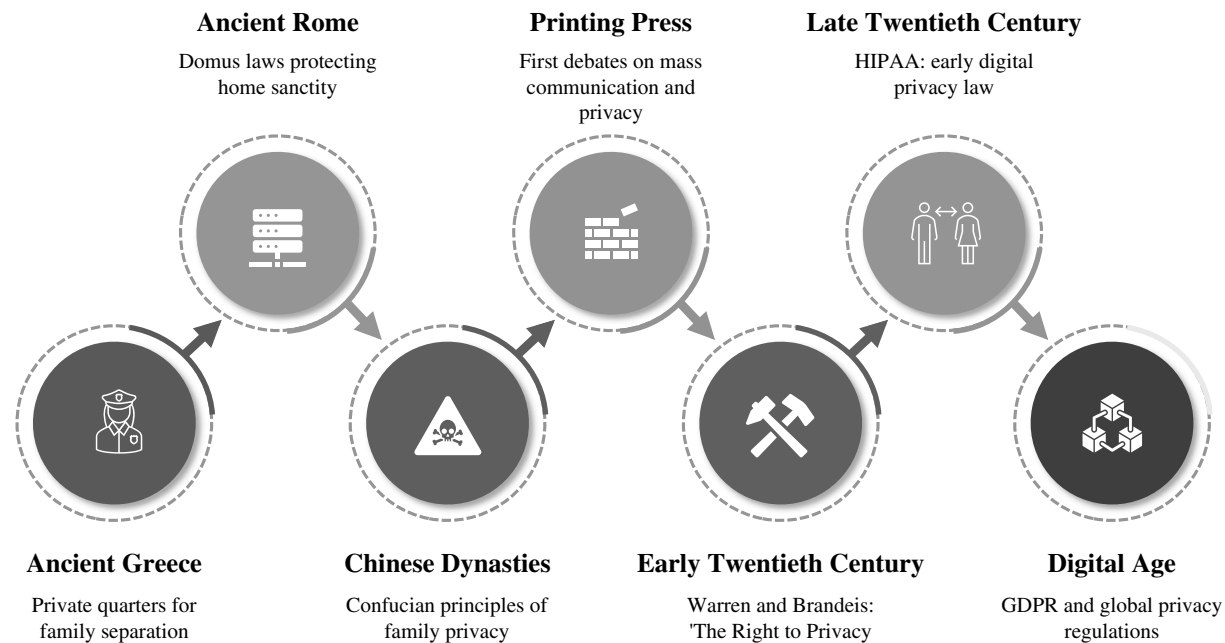 Ancient Rome
Domus laws protecting
home sanctity
Printing Press
First debates on mass
communication and
privacy
Late Twentieth Century
HIPAA: early digital
privacy law
Ancient Greece
Private quarters for
family separation
Chinese Dynasties
Confucian principles of
family privacy
Early Twentieth Century
Warren and Brandeis:
'The Right to Privacy
Digital Age
GDPR and global privacy
regulations